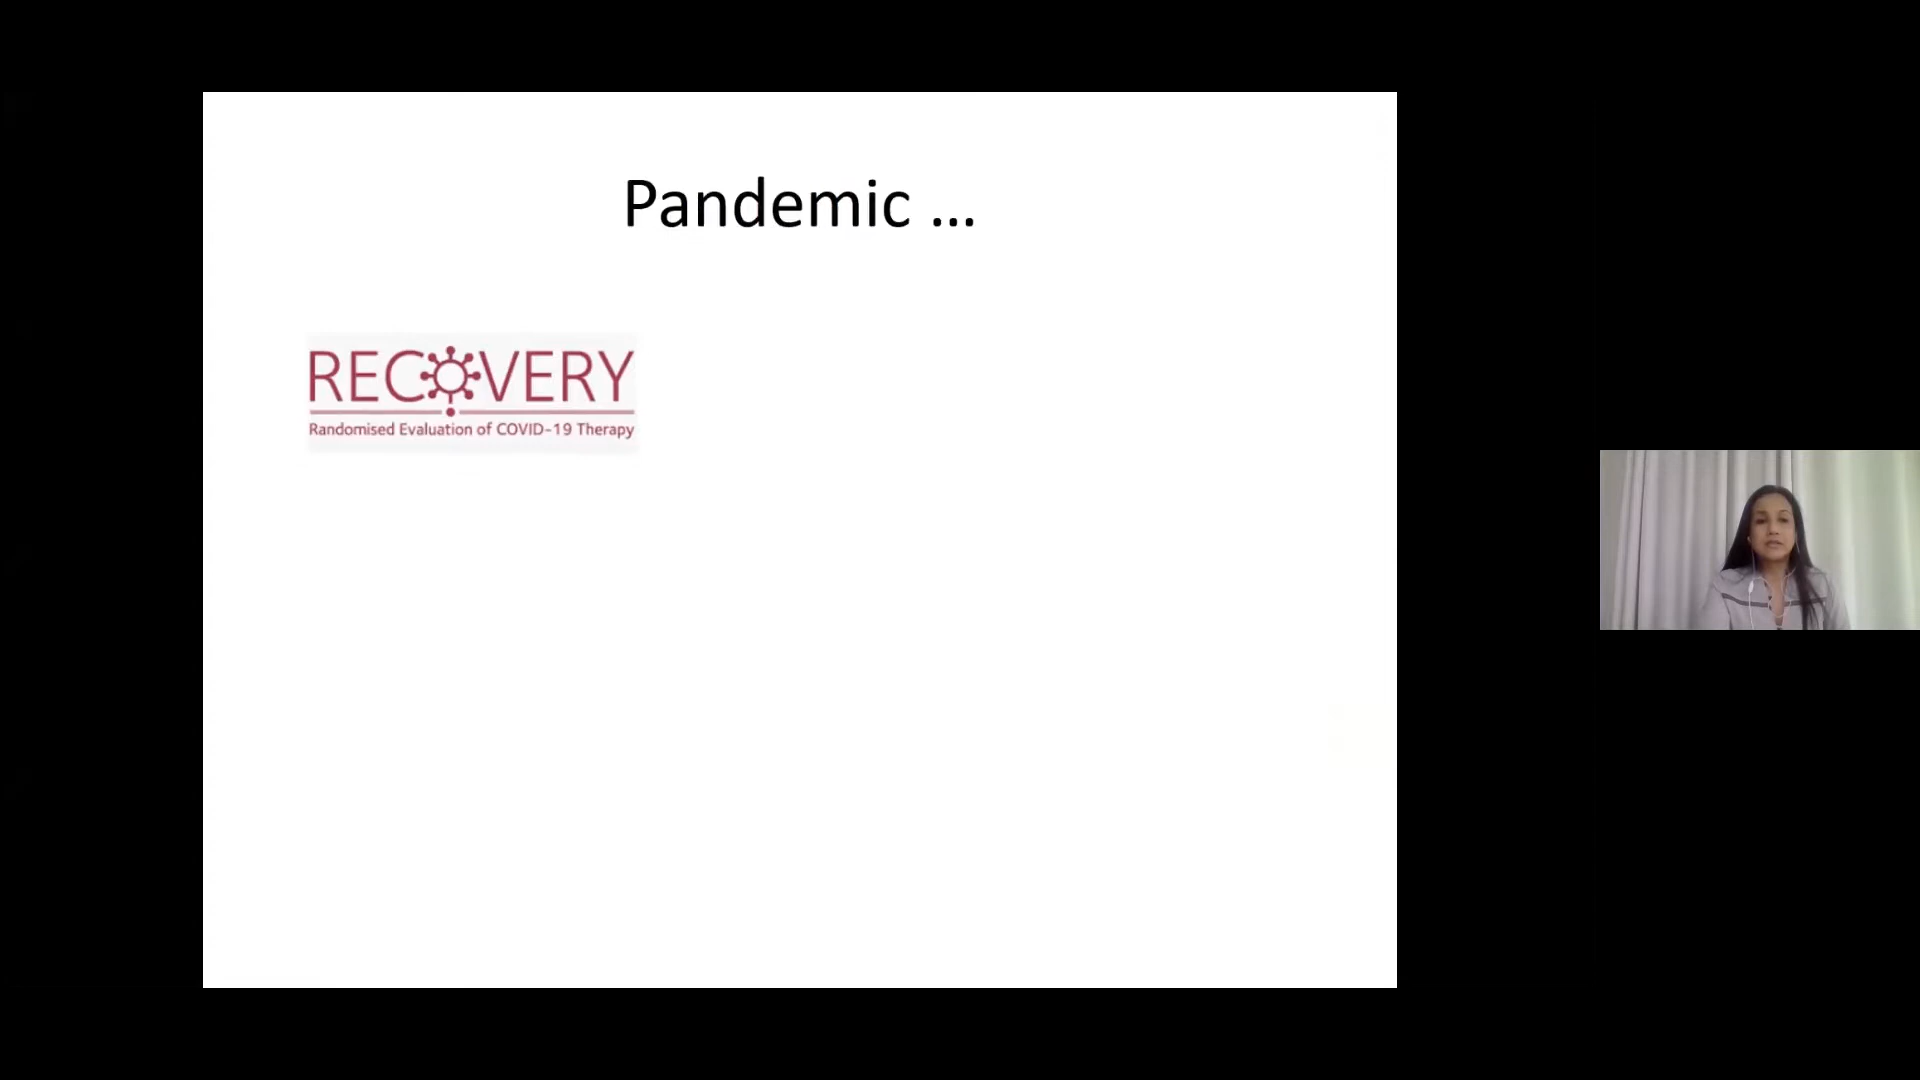 Pandemic ...
RECOVERY
Randomised Evaluation of COVID-19 Therapy